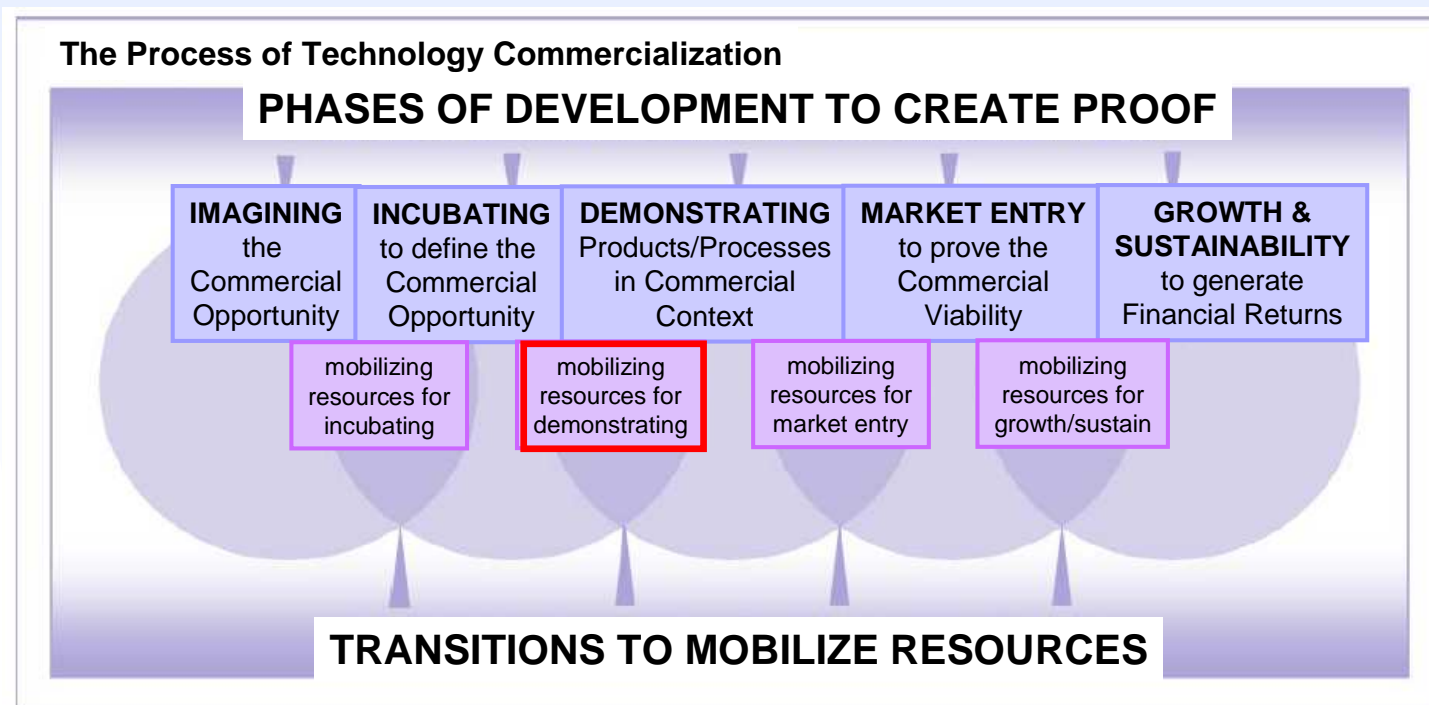 The Process of Technology Commercialization
PHASES OF DEVELOPMENT TO CREATE PROOF
IMAGINING
the
Commercial
Opportunity
INCUBATING
to define the
Commercial
Opportunity
DEMONSTRATING
Products/Processes
in Commercial
Context
MARKET ENTRY
to prove the
Commercial
Viability
GROWTH &
SUSTAINABILITY
to generate
Financial Returns
mobilizing
resources for
incubating
mobilizing
resources for
demonstrating
mobilizing
resources for
market entry
mobilizing
resources for
growth/sustain
TRANSITIONS TO MOBILIZE RESOURCES